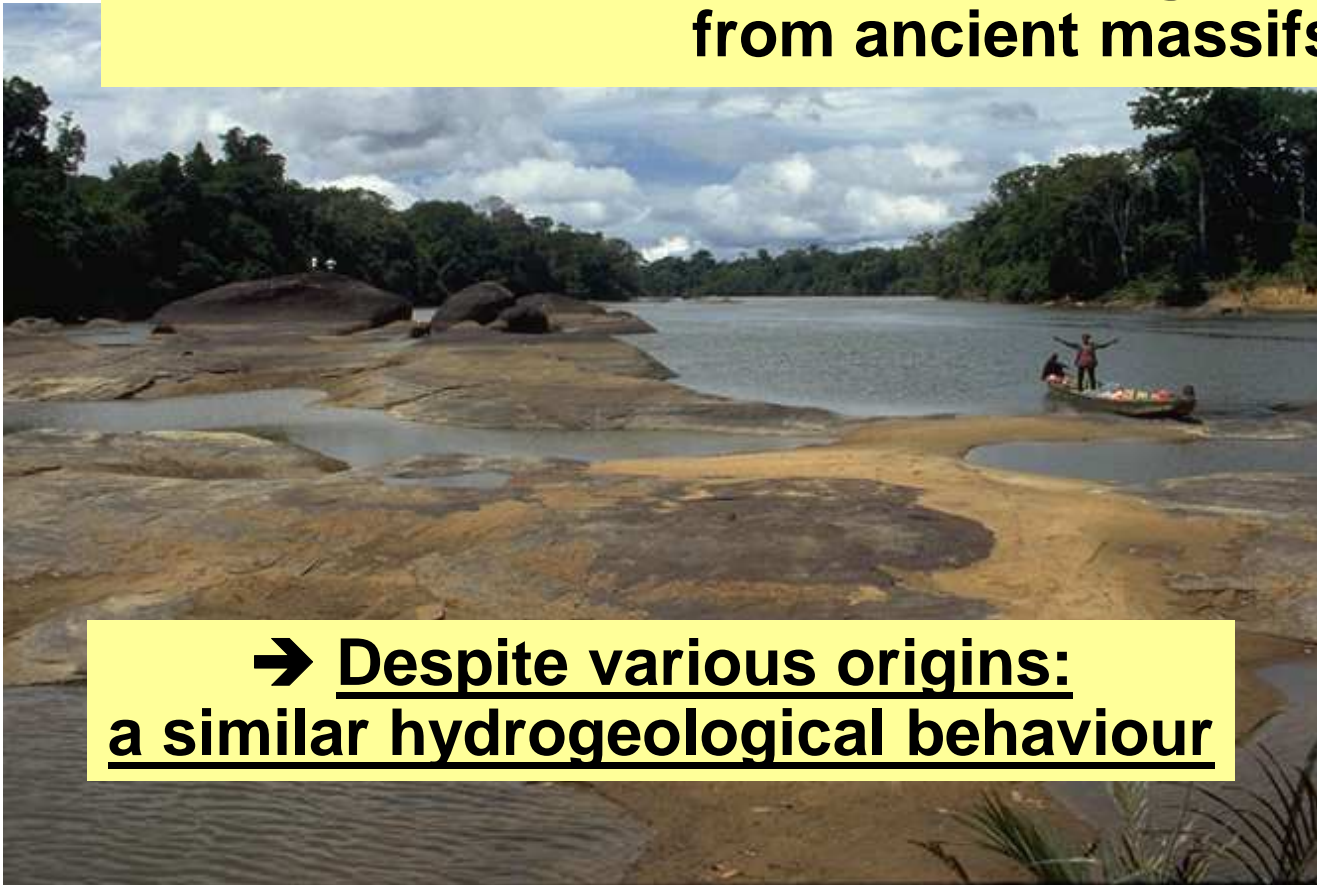 from ancient massifs
➔ Despite various origins:
a similar hydrogeological behaviour